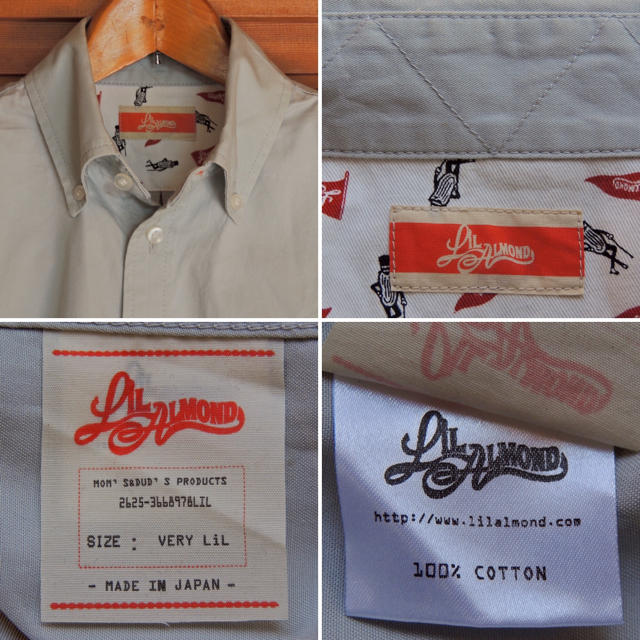 LIL ALMOND
LIL ALMOND
LIL ALMOND
MOM' S&DUD' S PRODUCTS
2625-3668978LIL
SIZE : VERY LiL
- MADE IN JAPAN -
LIL ALMOND
http://www.lilalmond.com
100% COTTON